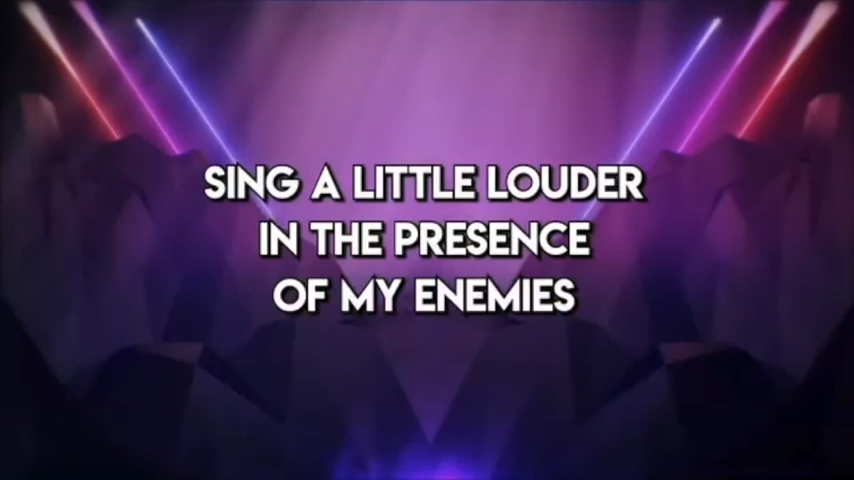 SING A LITTLE LOUDER
IN THE PRESENCE
OF MY ENEMIES